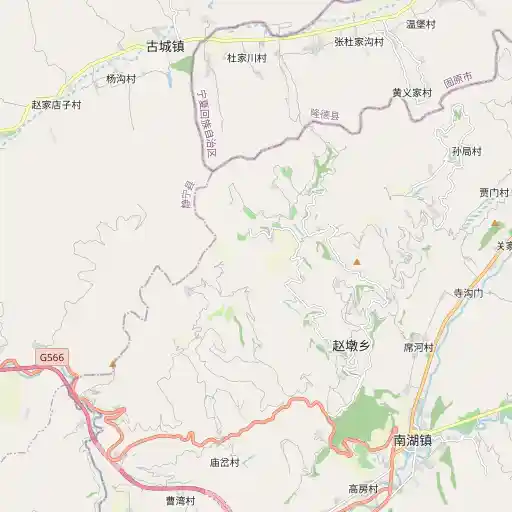 温堡村
古城镇
张杜家沟村
杜家川村
杨沟村
固原市
黄义家村
赵家店子村
宁夏回族自治区
隆德县
孙局村
静宁县
贾门村
关家
寺沟门
赵墩乡
席河村
G566
南湖镇
庙岔村
高房村
曹湾村